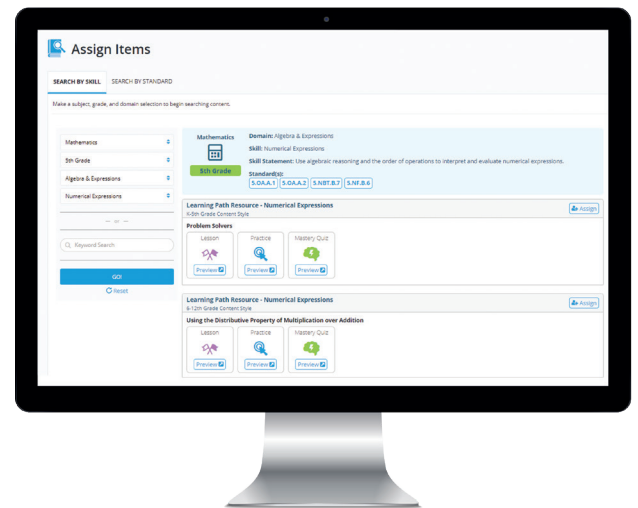 Assign Items
SEARCH BY SKILL SEARCH BY STANDARD
Make a subject, grade, and domain selection to begin searching content.
Mathematics
5th Grade
Algebra & Expressions
Numerical Expressions
or
Keyword Search
GO!
Reset
Mathematics
5th Grade
Domain: Algebra & Expressions
Skill: Numerical Expressions
Skill Statement: Use algebraic reasoning and the order of operations to interpret and evaluate numerical expressions.
Standard(s):
5.OA.A.1 5.OA.A.2 5.NBT.B.7 5.NF.B.6
Learning Path Resource - Numerical Expressions
K-5th Grade Content Style
Assign
Problem Solvers
Lesson Practice Mastery Quiz
Preview Preview Preview
Learning Path Resource - Numerical Expressions
6-12th Grade Content Style
Assign
Using the Distributive Property of Multiplication over Addition
Lesson Practice Mastery Quiz
Preview Preview Preview